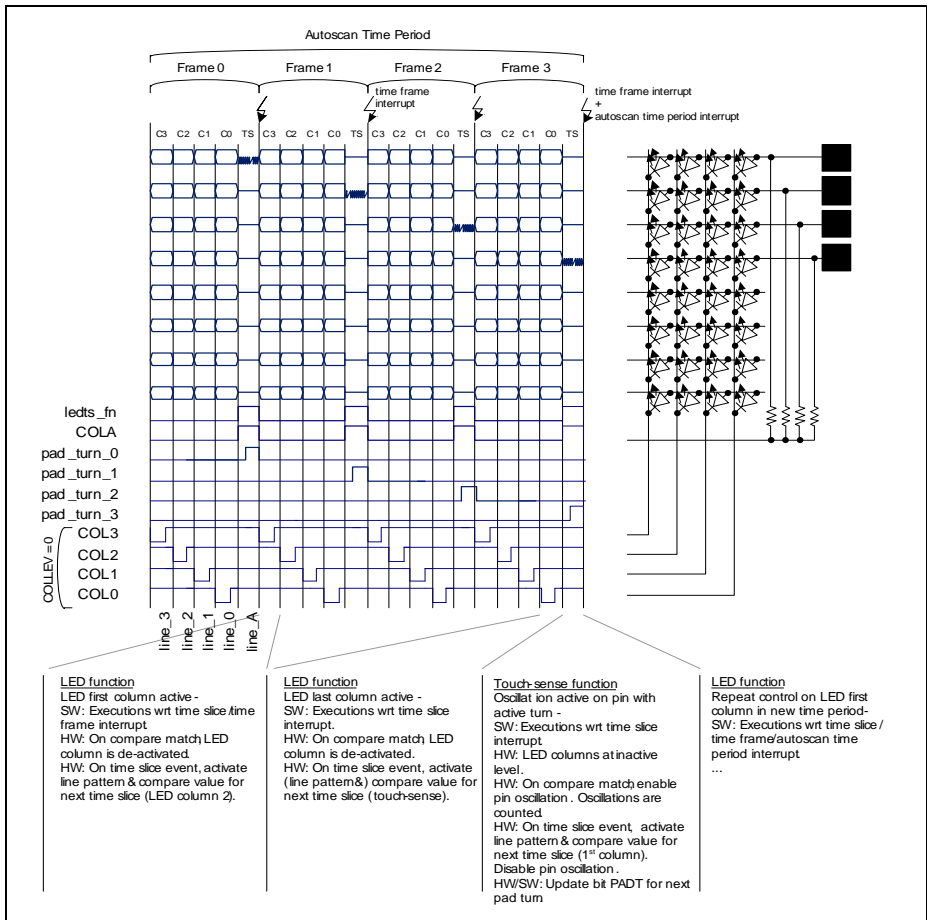 Autoscan Time Period
Frame 0 Frame 1 Frame 2 Frame 3
time frame
interrupt
time frame interrupt
+
autoscan time period interrupt
C3 C2 C1 C0 TS C3 C2 C1 C0 TS C3 C2 C1 C0 TS C3 C2 C1 C0 TS
ledts_fn
COLA
pad_turn_0
pad_turn_1
pad_turn_2
pad_turn_3
COLLEV = 0
COL3
COL2
COL1
COL0
line_3
line_2
line_1
line_0
line_A
LED function
LED first column active -
SW: Executions wrt time slice/time
frame interrupt.
HW: On compare match, LED
column is de-activated.
HW: On time slice event, activate
line pattern & compare value for
next time slice (LED column 2).
LED function
LED last column active -
SW: Executions wrt time slice
interrupt.
HW: On compare match, LED
column is de-activated.
HW: On time slice event, activate
(line pattern &) compare value for
next time slice (touch-sense).
Touch-sense function
Oscillation active on pin with
active turn -
SW: Executions wrt time slice
interrupt.
HW: LED columns at inactive
level.
HW: On compare match, enable
pin oscillation. Oscillations are
counted.
HW: On time slice event, activate
line pattern & compare value for
next time slice (1st column).
Disable pin oscillation.
HW/SW: Update bit PADT for next
pad turn
LED function
Repeat control on LED first
column in new time period-
SW: Executions wrt time slice /
time frame/autoscan time
period interrupt.
...